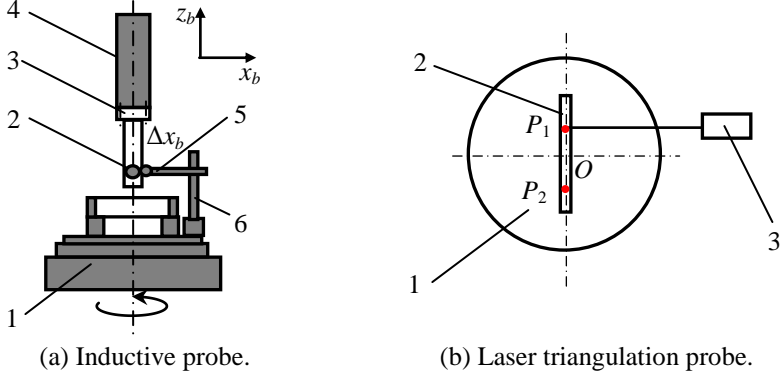 4
3
2
1
z_b
x_b
Δx_b
5
6
2
P_1
O
P_2
1
3
(a) Inductive probe.
(b) Laser triangulation probe.